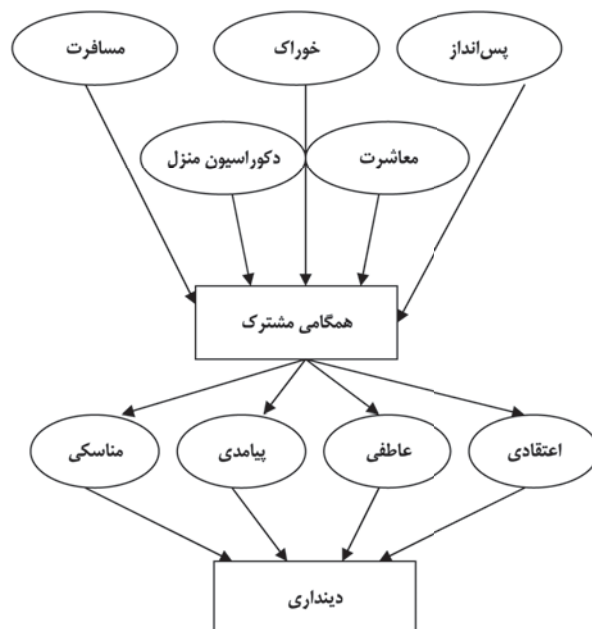 پس‌انداز
خوراک
مسافرت
معاشرت
دکوراسیون منزل
همگامی مشترک
اعتقادی
عاطفی
پیامدی
مناسکی
دینداری